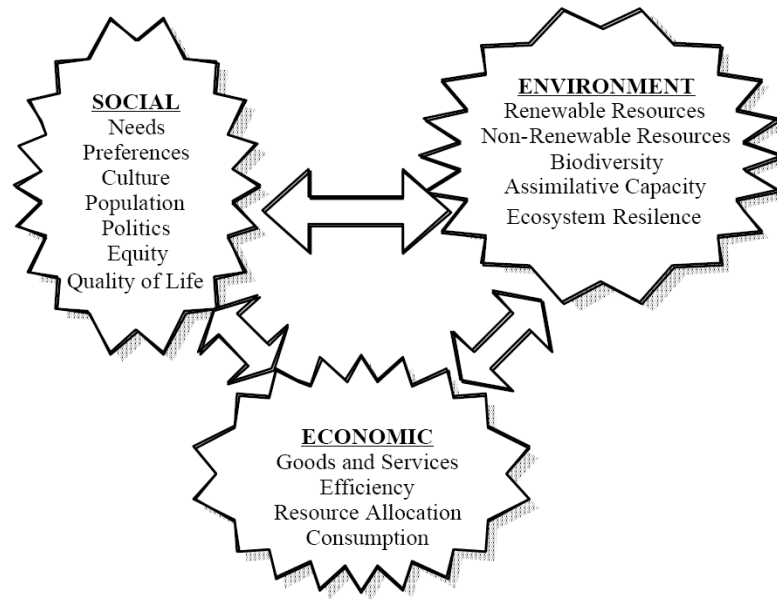 SOCIAL
Needs
Preferences
Culture
Population
Politics
Equity
Quality of Life
ENVIRONMENT
Renewable Resources
Non-Renewable Resources
Biodiversity
Assimilative Capacity
Ecosystem Resilence
ECONOMIC
Goods and Services
Efficiency
Resource Allocation
Consumption